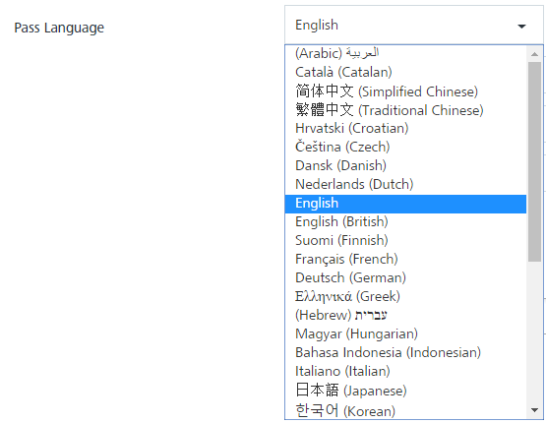 Pass Language
English
العربية (Arabic)
Català (Catalan)
简体中文 (Simplified Chinese)
繁體中文 (Traditional Chinese)
Hrvatski (Croatian)
Čeština (Czech)
Dansk (Danish)
Nederlands (Dutch)
English
English (British)
Suomi (Finnish)
Français (French)
Deutsch (German)
Ελληνικά (Greek)
עברית (Hebrew)
Magyar (Hungarian)
Bahasa Indonesia (Indonesian)
Italiano (Italian)
日本語 (Japanese)
한국어 (Korean)